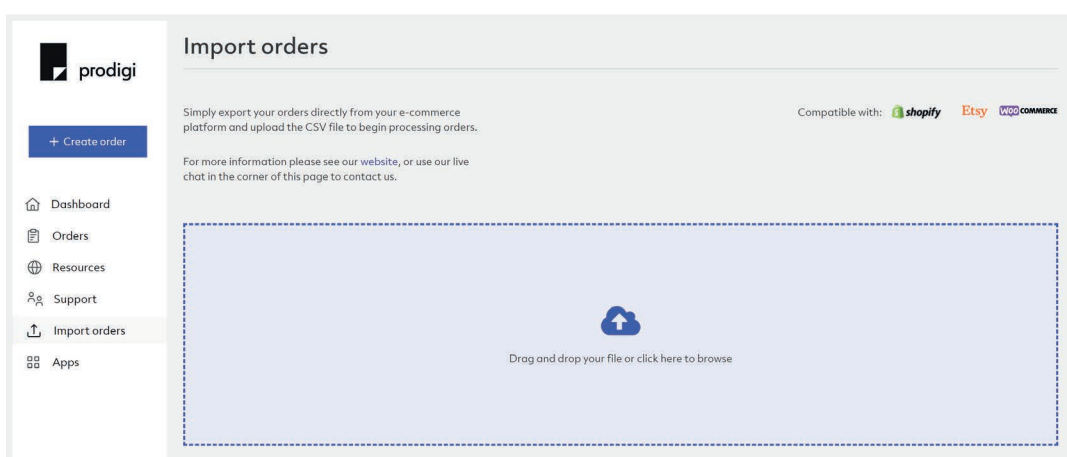 prodigi
+ Create order
Dashboard
Orders
Resources
Support
Import orders
Apps
Import orders
Simply export your orders directly from your e-commerce
platform and upload the CSV file to begin processing orders.
For more information please see our website, or use our live
chat in the corner of this page to contact us.
Compatible with: shopify Etsy WOO COMMERCE
Drag and drop your file or click here to browse